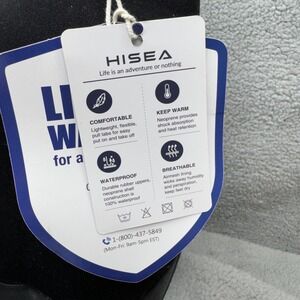 HISEA
Life is an adventure or nothing
COMFORTABLE
Lightweight, flexible,
pull tabs for easy
put on and take off
KEEP WARM
Neoprene provides
shock absorption
and heat retention.
WATERPROOF
Durable rubber uppers,
neoprene shell
construction is
100% waterproof
BREATHABLE
Airmesh lining
wicks away humidity
and perspiration,
keep feet dry
LI
WA
for a
1-(800)-437-5849
(Mon-Fri: 9am-5pm EST)